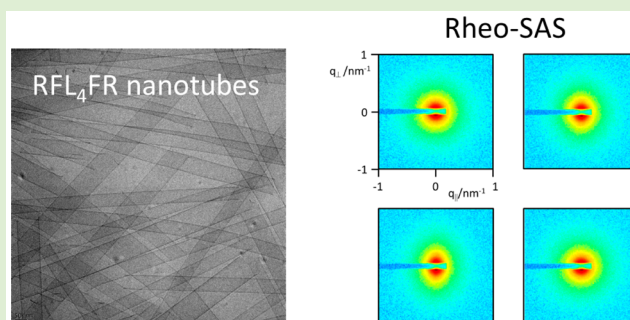 Rheo-SAS
RFL₄FR nanotubes
1
q⊥/nm⁻¹
0
-1
-1 0 1
q∥/nm⁻¹